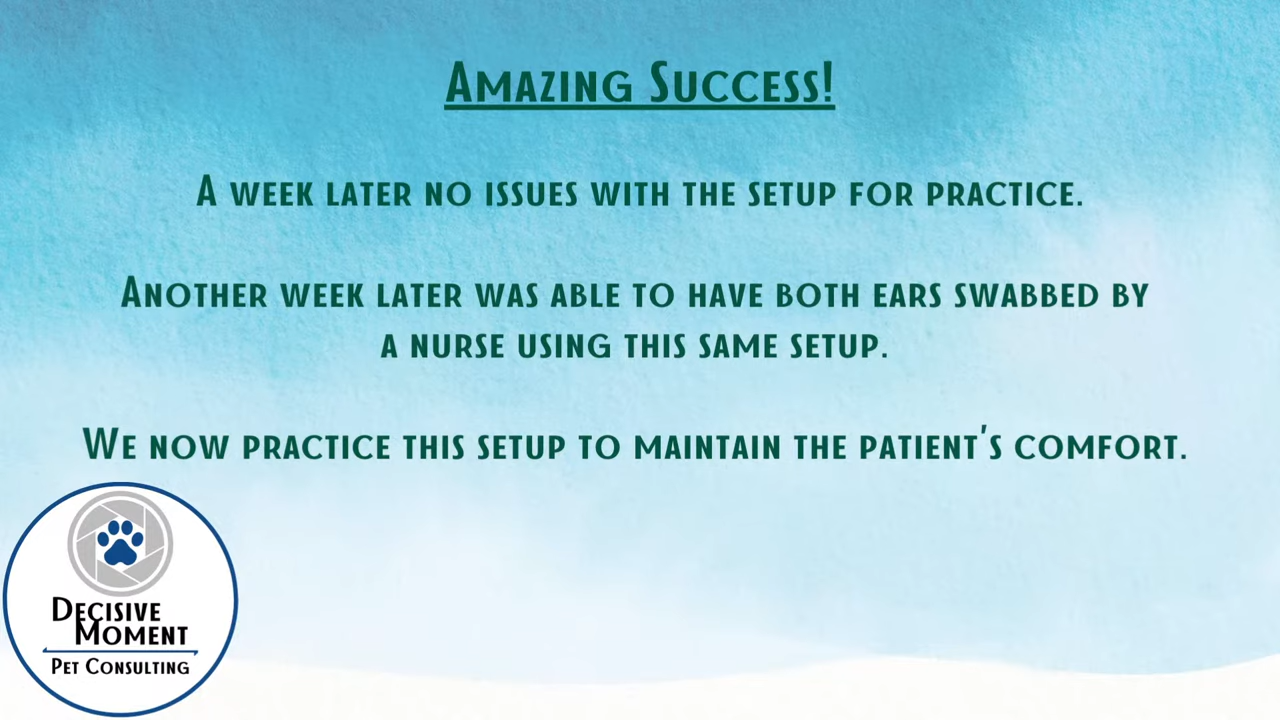 Amazing Success!
A week later no issues with the setup for practice.
Another week later was able to have both ears swabbed by
a nurse using this same setup.
We now practice this setup to maintain the patient's comfort.
Decisive
Moment
Pet Consulting